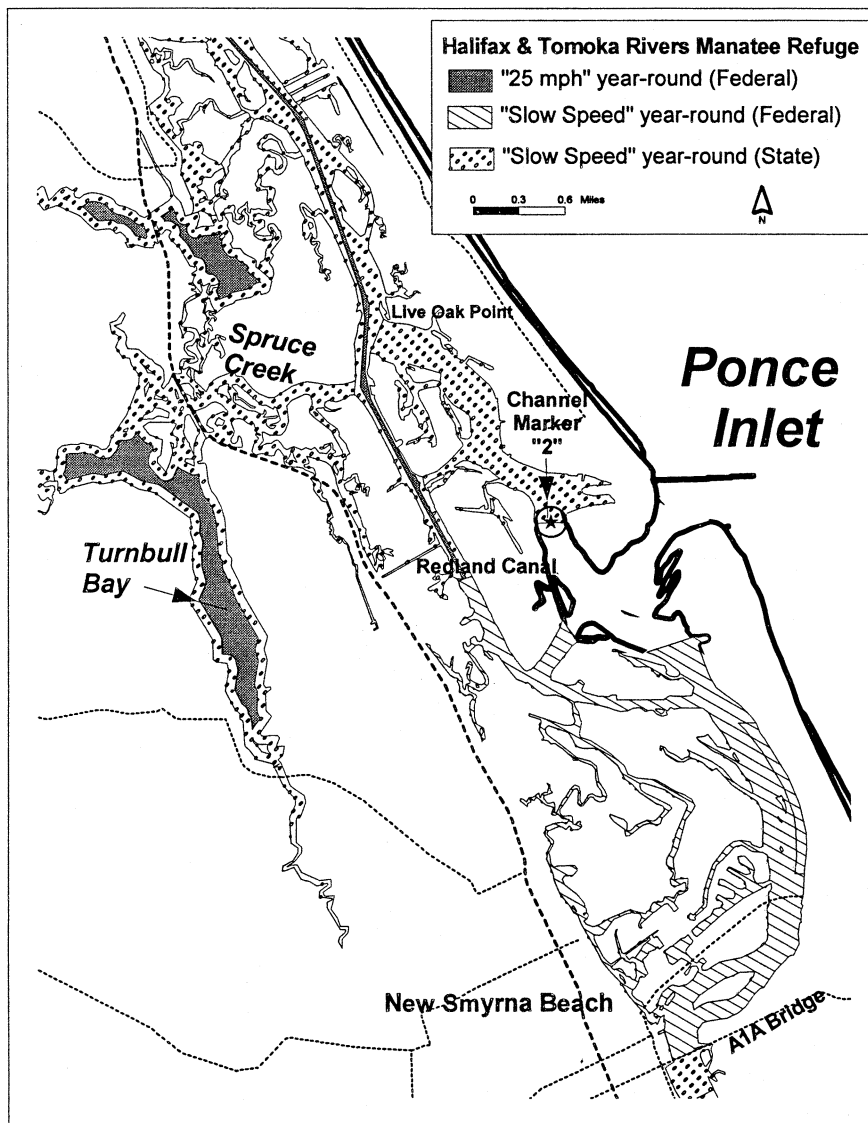 Halifax & Tomoka Rivers Manatee Refuge
"25 mph" year-round (Federal)
"Slow Speed" year-round (Federal)
"Slow Speed" year-round (State)
0 0.3 0.6 Miles
N
Live Oak Point
Spruce
Creek
Ponce
Inlet
Channel
Marker
"2"
Turnbull
Bay
Redland Canal
New Smyrna Beach
A1A Bridge